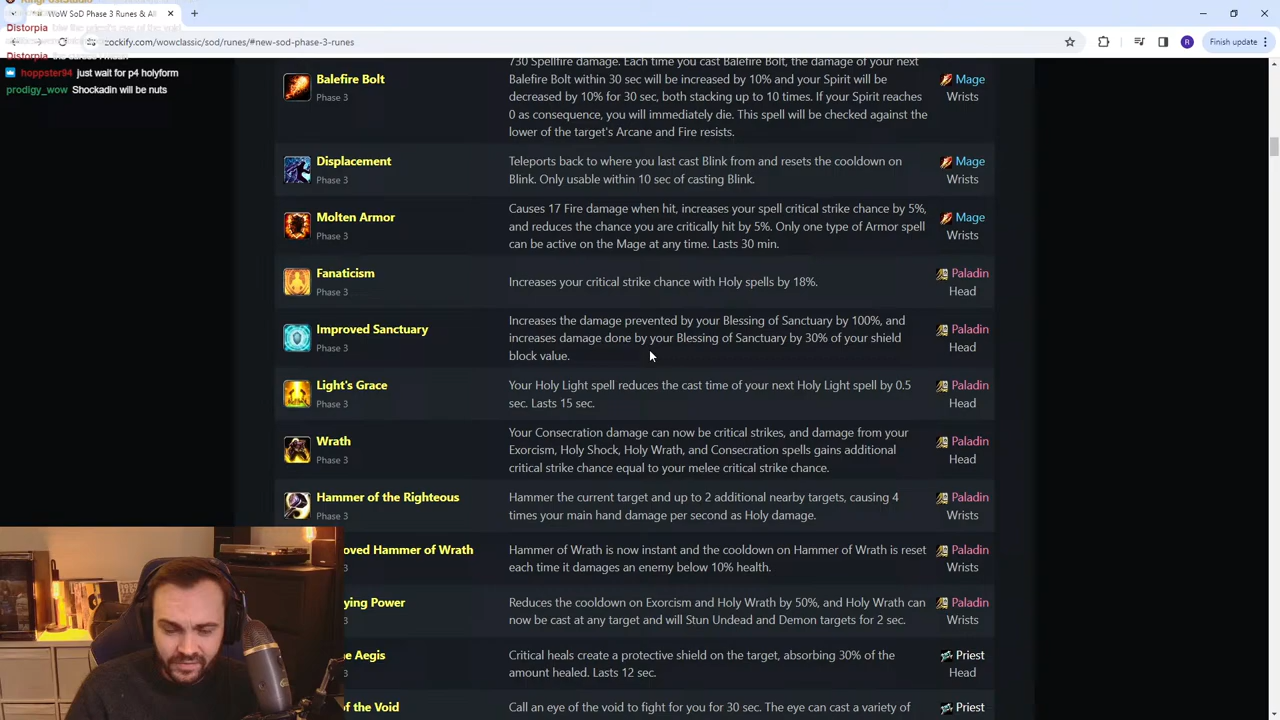 KingPostStudio
WoW SoD Phase 3 Runes & Al
Distorpia
zockify.com/wowclassic/sod/runes/#new-sod-phase-3-runes
Finish update
Distorpia
hoppster94 just wait for p4 holyform
prodigy_wow Shockadin will be nuts
730 Spellfire damage. Each time you cast Balefire Bolt, the damage of your next
Balefire Bolt
Balefire Bolt within 30 sec will be increased by 10% and your Spirit will be
Mage
Phase 3
decreased by 10% for 30 sec, both stacking up to 10 times. If your Spirit reaches
Wrists
0 as consequence, you will immediately die. This spell will be checked against the
lower of the target's Arcane and Fire resists.
Displacement
Teleports back to where you last cast Blink from and resets the cooldown on
Mage
Phase 3
Blink. Only usable within 10 sec of casting Blink.
Wrists
Causes 17 Fire damage when hit, increases your spell critical strike chance by 5%,
Molten Armor
and reduces the chance you are critically hit by 5%. Only one type of Armor spell
Mage
Phase 3
can be active on the Mage at any time. Lasts 30 min.
Wrists
Fanaticism
Increases your critical strike chance with Holy spells by 18%.
Paladin
Phase 3
Head
Increases the damage prevented by your Blessing of Sanctuary by 100%, and
Improved Sanctuary
increases damage done by your Blessing of Sanctuary by 30% of your shield
Paladin
Phase 3
block value.
Head
Light's Grace
Your Holy Light spell reduces the cast time of your next Holy Light spell by 0.5
Paladin
Phase 3
sec. Lasts 15 sec.
Head
Your Consecration damage can now be critical strikes, and damage from your
Wrath
Exorcism, Holy Shock, Holy Wrath, and Consecration spells gains additional
Paladin
Phase 3
critical strike chance equal to your melee critical strike chance.
Head
Hammer of the Righteous
Hammer the current target and up to 2 additional nearby targets, causing 4
Paladin
Phase 3
times your main hand damage per second as Holy damage.
Wrists
oved Hammer of Wrath
Hammer of Wrath is now instant and the cooldown on Hammer of Wrath is reset
Paladin
3
each time it damages an enemy below 10% health.
Wrists
ying Power
Reduces the cooldown on Exorcism and Holy Wrath by 50%, and Holy Wrath can
Paladin
3
now be cast at any target and will Stun Undead and Demon targets for 2 sec.
Wrists
e Aegis
Critical heals create a protective shield on the target, absorbing 30% of the
Priest
3
amount healed. Lasts 12 sec.
Head
of the Void
Call an eye of the void to fight for you for 30 sec. The eye can cast a variety of
Priest